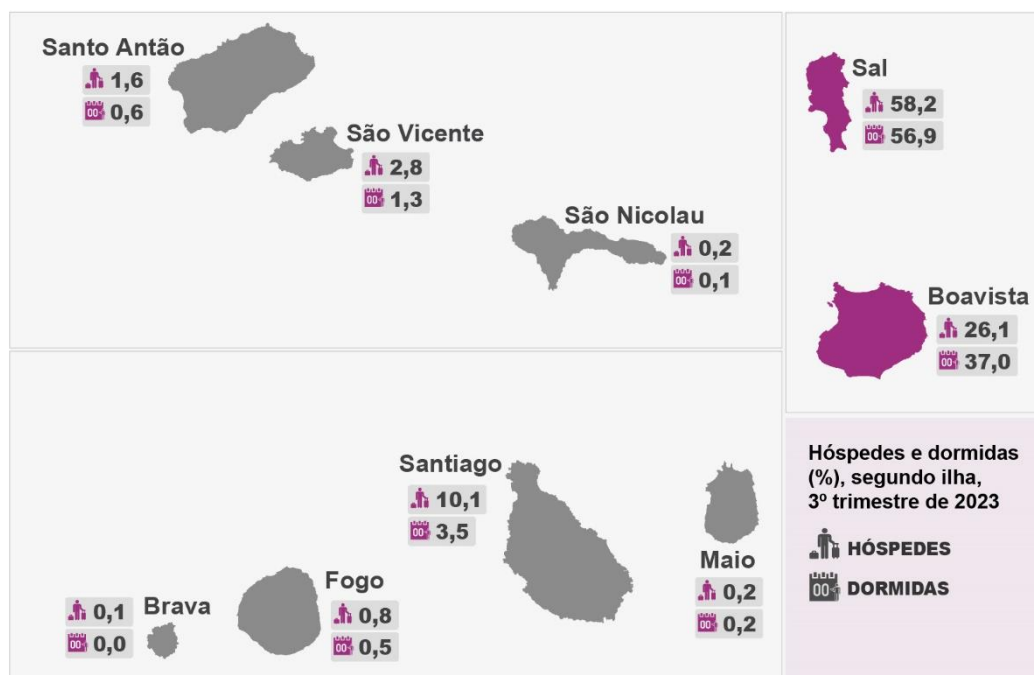 Santo Antão
1,6
0,6
São Vicente
2,8
1,3
São Nicolau
0,2
0,1
Sal
58,2
56,9
Boavista
26,1
37,0
Santiago
10,1
3,5
Maio
0,2
0,2
Fogo
0,8
0,5
Brava
0,1
0,0
Hóspedes e dormidas
(%), segundo ilha,
3º trimestre de 2023
HÓSPEDES
00 DORMIDAS